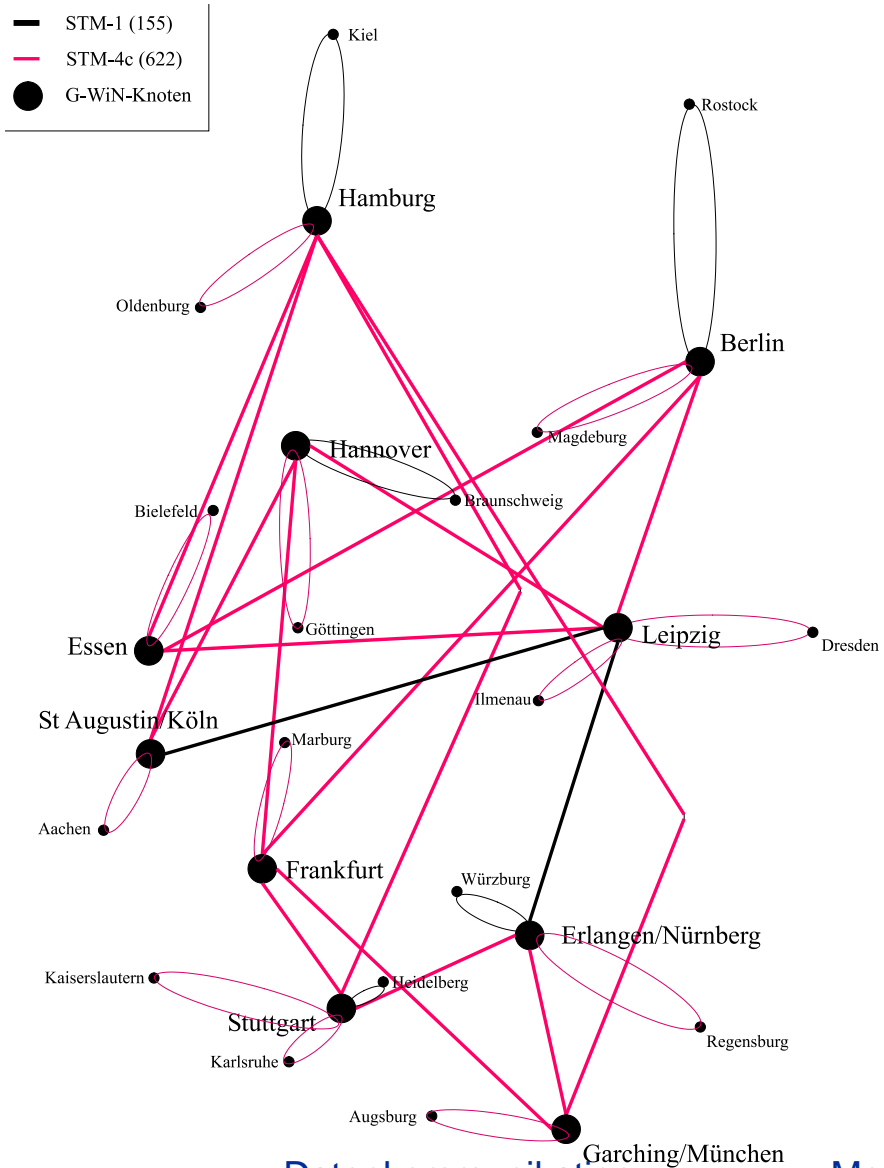 STM-1 (155)
STM-4c (622)
G-WiN-Knoten
Kiel
Rostock
Hamburg
Oldenburg
Berlin
Magdeburg
Hannover
Braunschweig
Bielefeld
Göttingen
Essen
Leipzig
Dresden
Ilmenau
St Augustin/Köln
Marburg
Aachen
Frankfurt
Würzburg
Erlangen/Nürnberg
Kaiserslautern
Heidelberg
Stuttgart
Regensburg
Karlsruhe
Augsburg
Garching/München